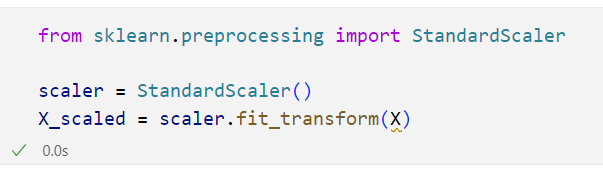 from sklearn.preprocessing import StandardScaler
scaler = StandardScaler()
X_scaled = scaler.fit_transform(X)
0.0s